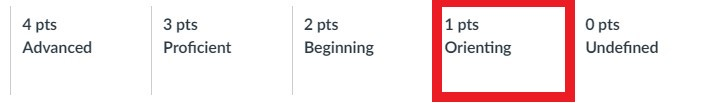 4 pts
Advanced
3 pts
Proficient
2 pts
Beginning
1 pts
Orienting
0 pts
Undefined